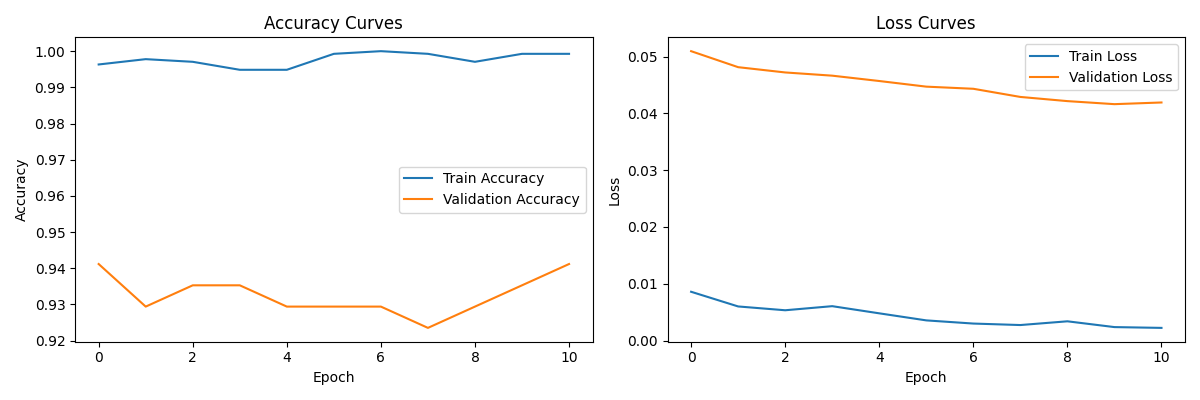 Accuracy Curves
1.00
0.99
0.98
0.97
0.96
0.95
0.94
0.93
0.92
Accuracy
Train Accuracy
Validation Accuracy
0 2 4 6 8 10
Epoch
Loss Curves
0.05
0.04
0.03
0.02
0.01
0.00
Loss
Train Loss
Validation Loss
0 2 4 6 8 10
Epoch